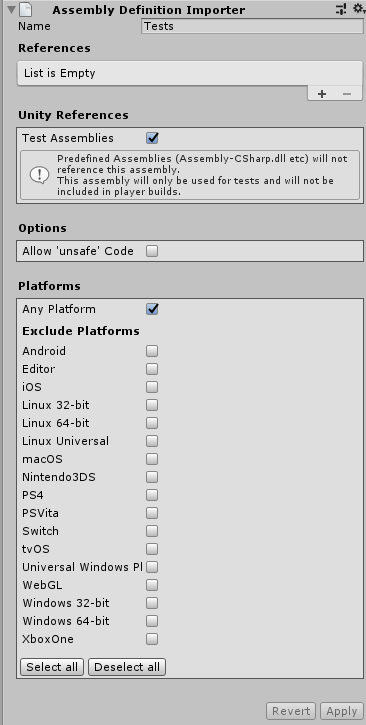 Assembly Definition Importer
Name Tests
References
List is Empty
+ −
Unity References
Test Assemblies
Predefined Assemblies (Assembly-CSharp.dll etc) will not
reference this assembly.
This assembly will only be used for tests and will not be
included in player builds.
Options
Allow 'unsafe' Code
Platforms
Any Platform
Exclude Platforms
Android
Editor
iOS
Linux 32-bit
Linux 64-bit
Linux Universal
macOS
Nintendo3DS
PS4
PSVita
Switch
tvOS
Universal Windows Pl
WebGL
Windows 32-bit
Windows 64-bit
XboxOne
Select all Deselect all
Revert Apply